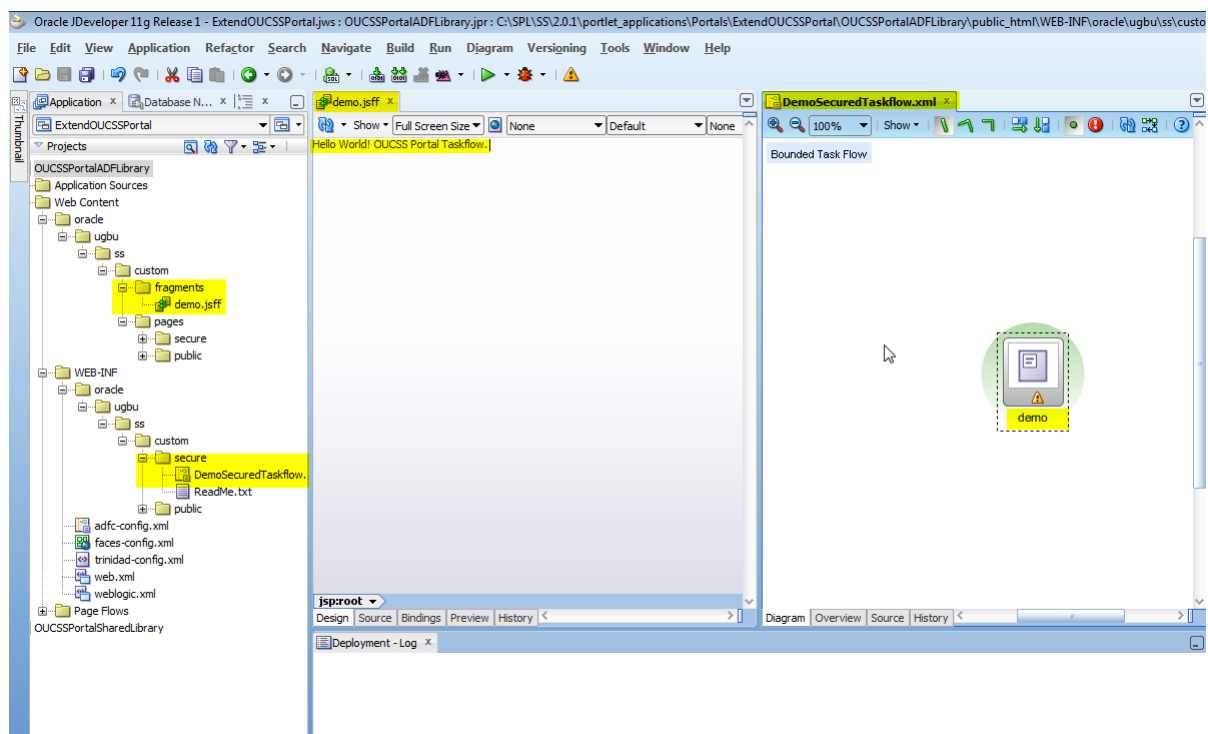 Oracle JDeveloper 11g Release 1 - ExtendOUCSSPortal.jws : OUCSSPortalADFLibrary.jpr : C:\SPL\SS\2.0.1\portlet_applications\Portals\ExtendOUCSSPortal\OUCSSPortalADFLibrary\public_html\WEB-INF\oracle\ugbu\ss\custo
File Edit View Application Refactor Search Navigate Build Run Diagram Versioning Tools Window Help
Application x Database N... x x
ExtendOUCSSPortal
Thumbnail
Projects
OUCSSPortalADFLibrary
Application Sources
Web Content
oracle
ugbu
ss
custom
fragments
demo.jsff
pages
secure
public
WEB-INF
oracle
ugbu
ss
custom
secure
DemoSecuredTaskflow.
ReadMe.txt
public
adfc-config.xml
faces-config.xml
trinidad-config.xml
web.xml
weblogic.xml
Page Flows
OUCSSPortalSharedLibrary
demo.jsff x
Show Full Screen Size None Default None
Hello World! OUCSS Portal Taskflow.
jsp:root
Design Source Bindings Preview History
DemoSecuredTaskflow.xml x
100% Show
Bounded Task Flow
demo
Diagram Overview Source History
Deployment - Log x